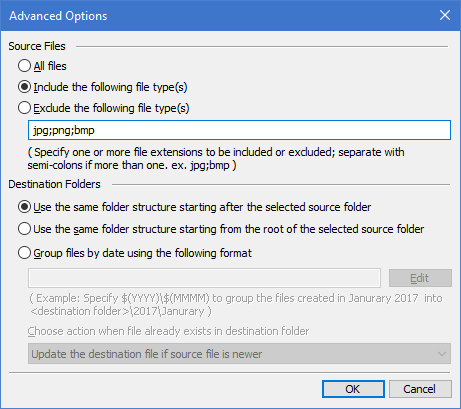 Advanced Options
Source Files
All files
Include the following file type(s)
Exclude the following file type(s)
jpg;png;bmp
( Specify one or more file extensions to be included or excluded; separate with
semi-colons if more than one. ex. jpg;bmp )
Destination Folders
Use the same folder structure starting after the selected source folder
Use the same folder structure starting from the root of the selected source folder
Group files by date using the following format
Edit
( Example: Specify $(YYYY)\$(MMMM) to group the files created in Janurary 2017 into
<destination folder>\2017\Janurary )
Choose action when file already exists in destination folder
Update the destination file if source file is newer
OK Cancel